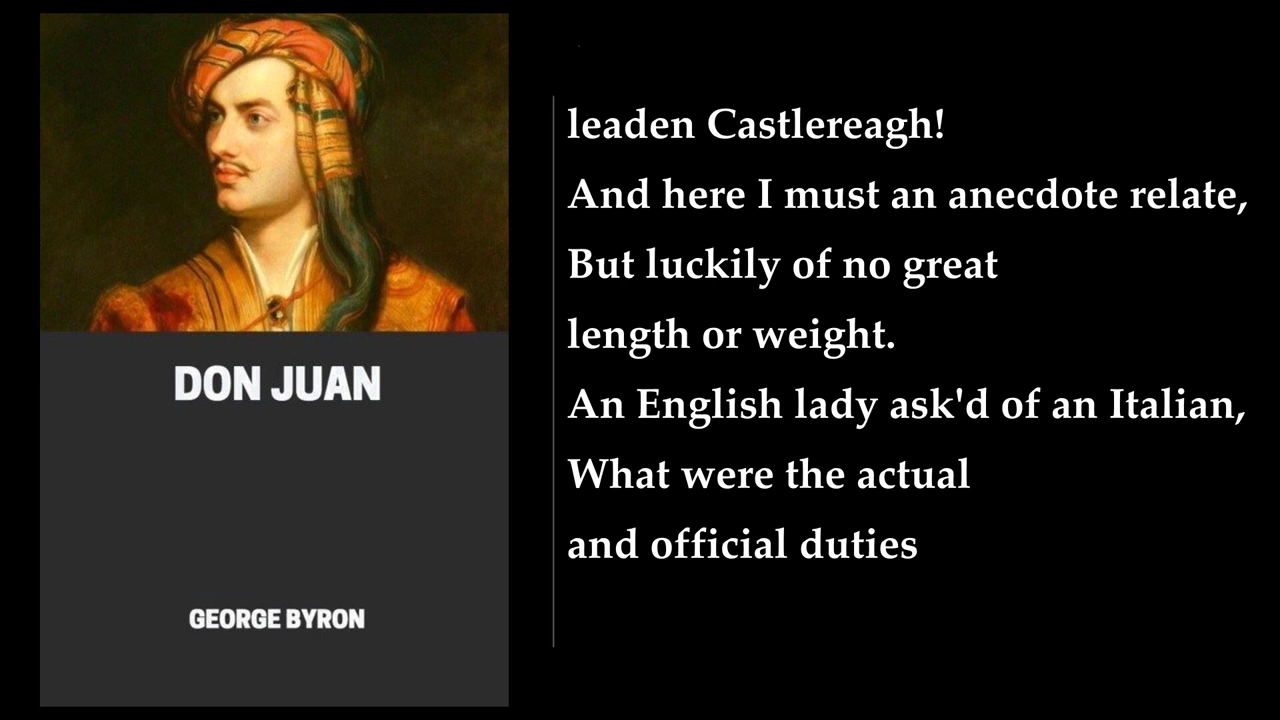 DON JUAN
GEORGE BYRON
leaden Castlereagh!
And here I must an anecdote relate,
But luckily of no great
length or weight.
An English lady ask'd of an Italian,
What were the actual
and official duties